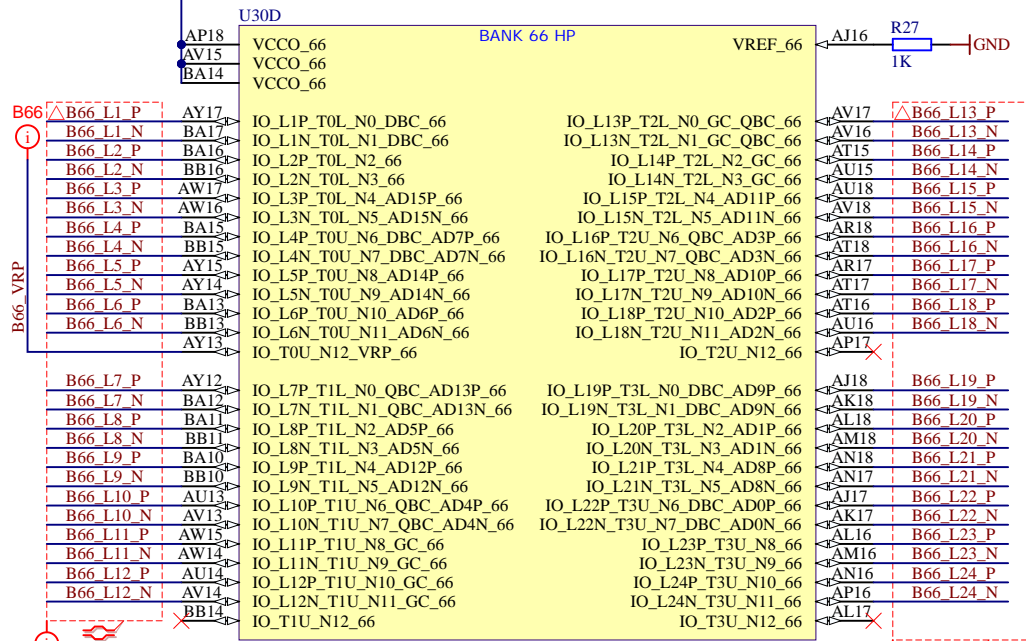 U30D
BANK 66 HP
AP18 VCCO_66 VREF_66 AJ16 R27 1K GND
AV15 VCCO_66
BA14 VCCO_66
B66
i
B66_VRP
B66_L1_P AY17 IO_L1P_T0L_N0_DBC_66 IO_L13P_T2L_N0_GC_QBC_66 AV17 B66_L13_P
B66_L1_N BA17 IO_L1N_T0L_N1_DBC_66 IO_L13N_T2L_N1_GC_QBC_66 AV16 B66_L13_N
B66_L2_P BA16 IO_L2P_T0L_N2_66 IO_L14P_T2L_N2_GC_66 AT15 B66_L14_P
B66_L2_N BB16 IO_L2N_T0L_N3_66 IO_L14N_T2L_N3_GC_66 AU15 B66_L14_N
B66_L3_P AW17 IO_L3P_T0L_N4_AD15P_66 IO_L15P_T2L_N4_AD11P_66 AU18 B66_L15_P
B66_L3_N AW16 IO_L3N_T0L_N5_AD15N_66 IO_L15N_T2L_N5_AD11N_66 AV18 B66_L15_N
B66_L4_P BA15 IO_L4P_T0U_N6_DBC_AD7P_66 IO_L16P_T2U_N6_QBC_AD3P_66 AR18 B66_L16_P
B66_L4_N BB15 IO_L4N_T0U_N7_DBC_AD7N_66 IO_L16N_T2U_N7_QBC_AD3N_66 AT18 B66_L16_N
B66_L5_P AY15 IO_L5P_T0U_N8_AD14P_66 IO_L17P_T2U_N8_AD10P_66 AR17 B66_L17_P
B66_L5_N AY14 IO_L5N_T0U_N9_AD14N_66 IO_L17N_T2U_N9_AD10N_66 AT17 B66_L17_N
B66_L6_P BA13 IO_L6P_T0U_N10_AD6P_66 IO_L18P_T2U_N10_AD2P_66 AT16 B66_L18_P
B66_L6_N BB13 IO_L6N_T0U_N11_AD6N_66 IO_L18N_T2U_N11_AD2N_66 AU16 B66_L18_N
AY13 IO_T0U_N12_VRP_66 IO_T2U_N12_66 AP17
B66_L7_P AY12 IO_L7P_T1L_N0_QBC_AD13P_66 IO_L19P_T3L_N0_DBC_AD9P_66 AJ18 B66_L19_P
B66_L7_N BA12 IO_L7N_T1L_N1_QBC_AD13N_66 IO_L19N_T3L_N1_DBC_AD9N_66 AK18 B66_L19_N
B66_L8_P BA11 IO_L8P_T1L_N2_AD5P_66 IO_L20P_T3L_N2_AD1P_66 AL18 B66_L20_P
B66_L8_N BB11 IO_L8N_T1L_N3_AD5N_66 IO_L20N_T3L_N3_AD1N_66 AM18 B66_L20_N
B66_L9_P BA10 IO_L9P_T1L_N4_AD12P_66 IO_L21P_T3L_N4_AD8P_66 AN18 B66_L21_P
B66_L9_N BB10 IO_L9N_T1L_N5_AD12N_66 IO_L21N_T3L_N5_AD8N_66 AN17 B66_L21_N
B66_L10_P AU13 IO_L10P_T1U_N6_QBC_AD4P_66 IO_L22P_T3U_N6_DBC_AD0P_66 AJ17 B66_L22_P
B66_L10_N AV13 IO_L10N_T1U_N7_QBC_AD4N_66 IO_L22N_T3U_N7_DBC_AD0N_66 AK17 B66_L22_N
B66_L11_P AW15 IO_L11P_T1U_N8_GC_66 IO_L23P_T3U_N8_66 AL16 B66_L23_P
B66_L11_N AW14 IO_L11N_T1U_N9_GC_66 IO_L23N_T3U_N9_66 AM16 B66_L23_N
B66_L12_P AU14 IO_L12P_T1U_N10_GC_66 IO_L24P_T3U_N10_66 AN16 B66_L24_P
B66_L12_N AV14 IO_L12N_T1U_N11_GC_66 IO_L24N_T3U_N11_66 AP16 B66_L24_N
BB14 IO_T1U_N12_66 IO_T3U_N12_66 AL17